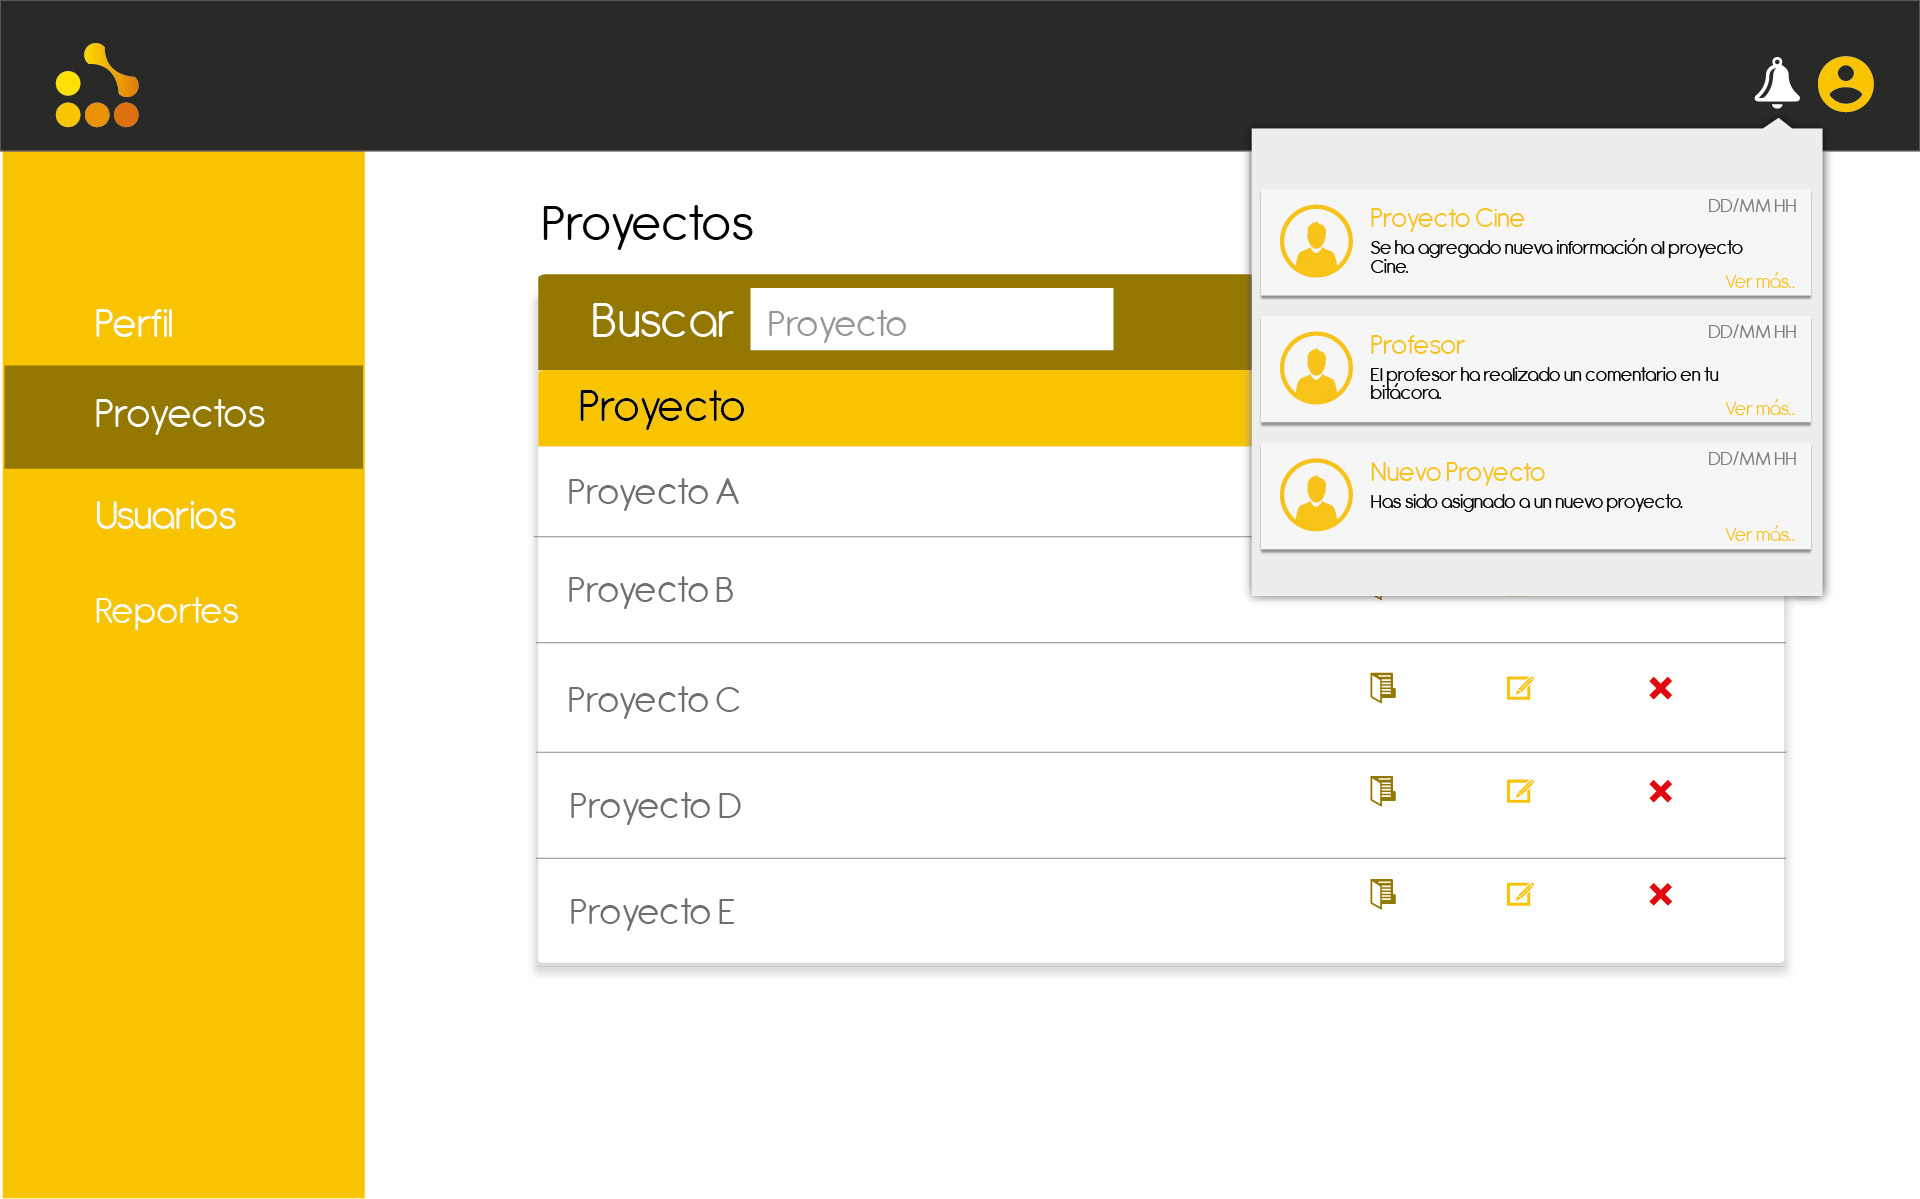 Perfil
Proyectos
Usuarios
Reportes
Proyectos
Buscar
Proyecto
Proyecto
Proyecto A
Proyecto B
Proyecto C
Proyecto D
Proyecto E
DD/MM HH
Proyecto Cine
Se ha agregado nueva información al proyecto
Cine.
Ver más..
DD/MM HH
Profesor
El profesor ha realizado un comentario en tu
bitácora.
Ver más..
DD/MM HH
Nuevo Proyecto
Has sido asignado a un nuevo proyecto.
Ver más..